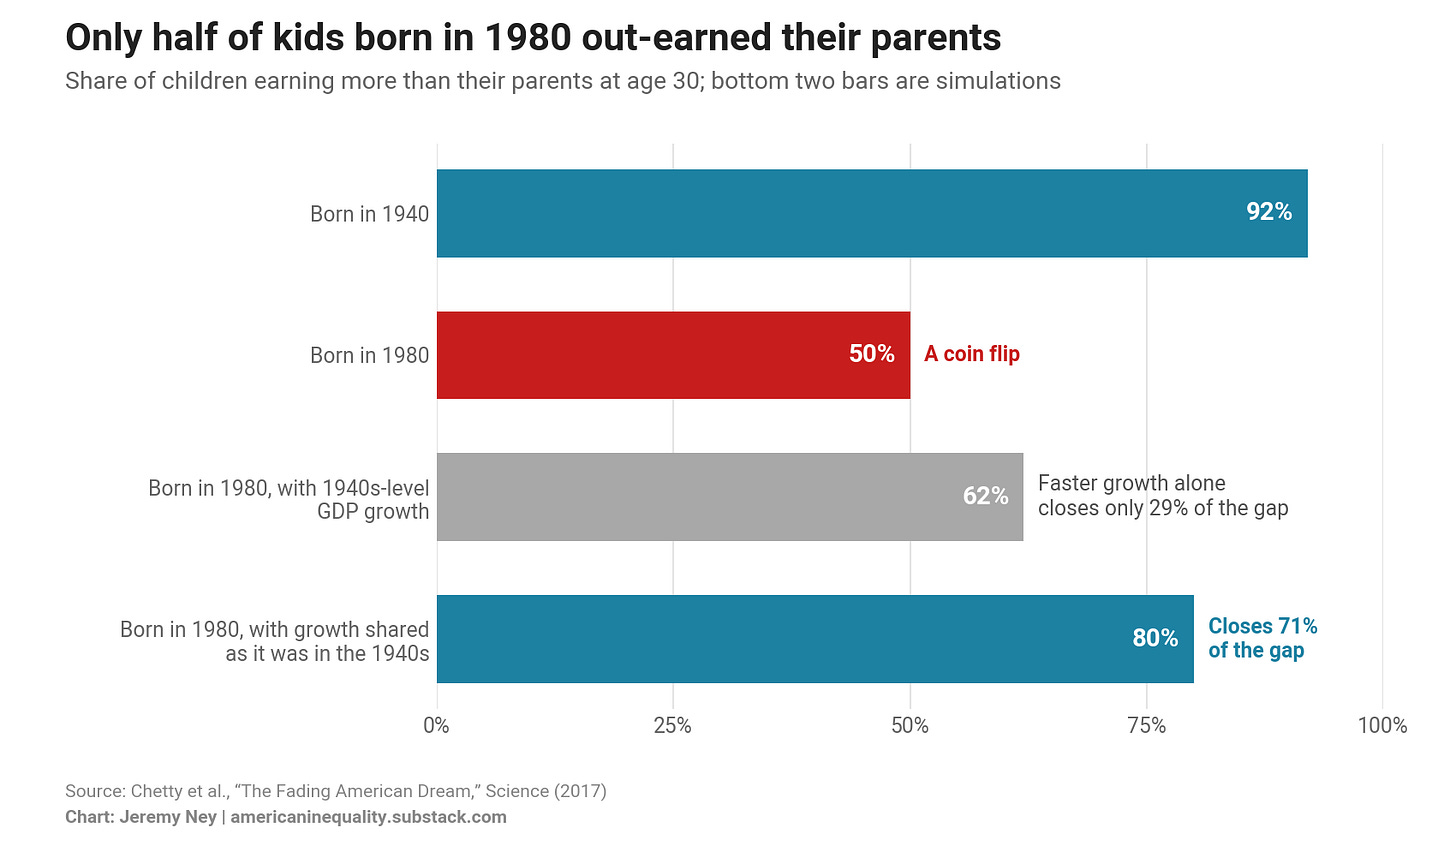 Only half of kids born in 1980 out-earned their parents
Share of children earning more than their parents at age 30; bottom two bars are simulations
Born in 1940
92%
Born in 1980
50%
A coin flip
Born in 1980, with 1940s-level
GDP growth
62%
Faster growth alone
closes only 29% of the gap
Born in 1980, with growth shared
as it was in the 1940s
80%
Closes 71%
of the gap
0%
25%
50%
75%
100%
Source: Chetty et al., “The Fading American Dream,” Science (2017)
Chart: Jeremy Ney | americaninequality.substack.com